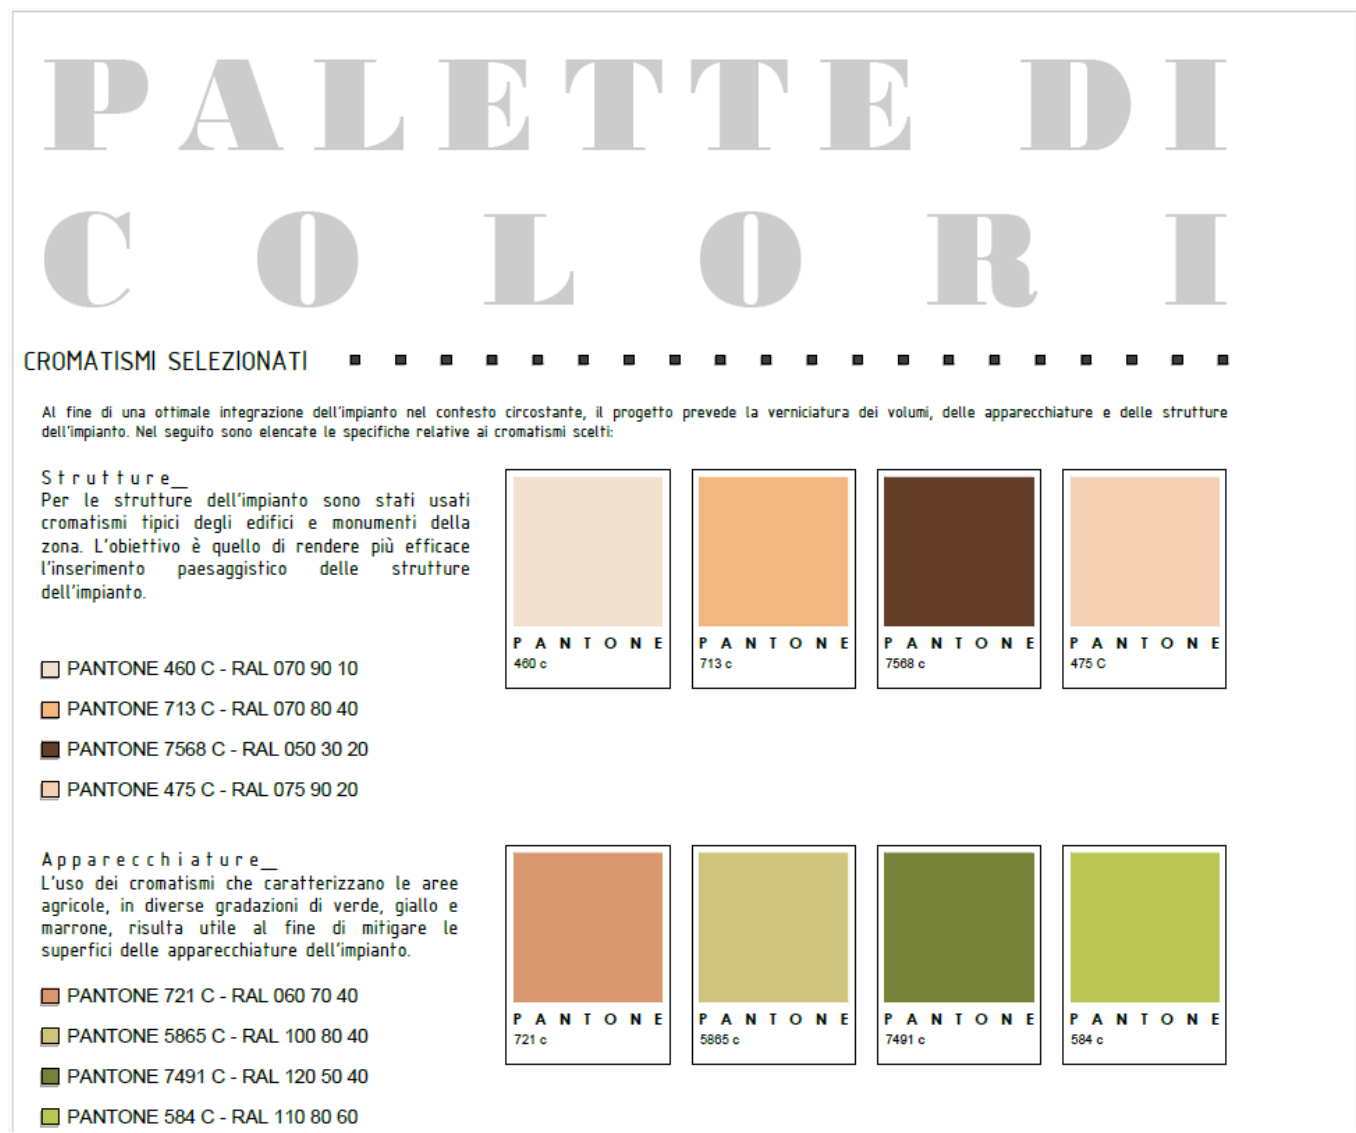 PALETTE DI
COLORI
CROMATISMI SELEZIONATI
Al fine di una ottimale integrazione dell'impianto nel contesto circostante, il progetto prevede la verniciatura dei volumi, delle apparecchiature e delle strutture
dell'impianto. Nel seguito sono elencate le specifiche relative ai cromatismi scelti:
Strutture_
Per le strutture dell'impianto sono stati usati
cromatismi tipici degli edifici e monumenti della
zona. L'obiettivo è quello di rendere più efficace
l'inserimento paesaggistico delle strutture
dell'impianto.
PANTONE 460 C - RAL 070 90 10
PANTONE 713 C - RAL 070 80 40
PANTONE 7568 C - RAL 050 30 20
PANTONE 475 C - RAL 075 90 20
PANTONE
460 c
PANTONE
713 c
PANTONE
7568 c
PANTONE
475 C
Apparecchiature_
L'uso dei cromatismi che caratterizzano le aree
agricole, in diverse gradazioni di verde, giallo e
marrone, risulta utile al fine di mitigare le
superfici delle apparecchiature dell'impianto.
PANTONE 721 C - RAL 060 70 40
PANTONE 5865 C - RAL 100 80 40
PANTONE 7491 C - RAL 120 50 40
PANTONE 584 C - RAL 110 80 60
PANTONE
721 c
PANTONE
5865 c
PANTONE
7491 c
PANTONE
584 c